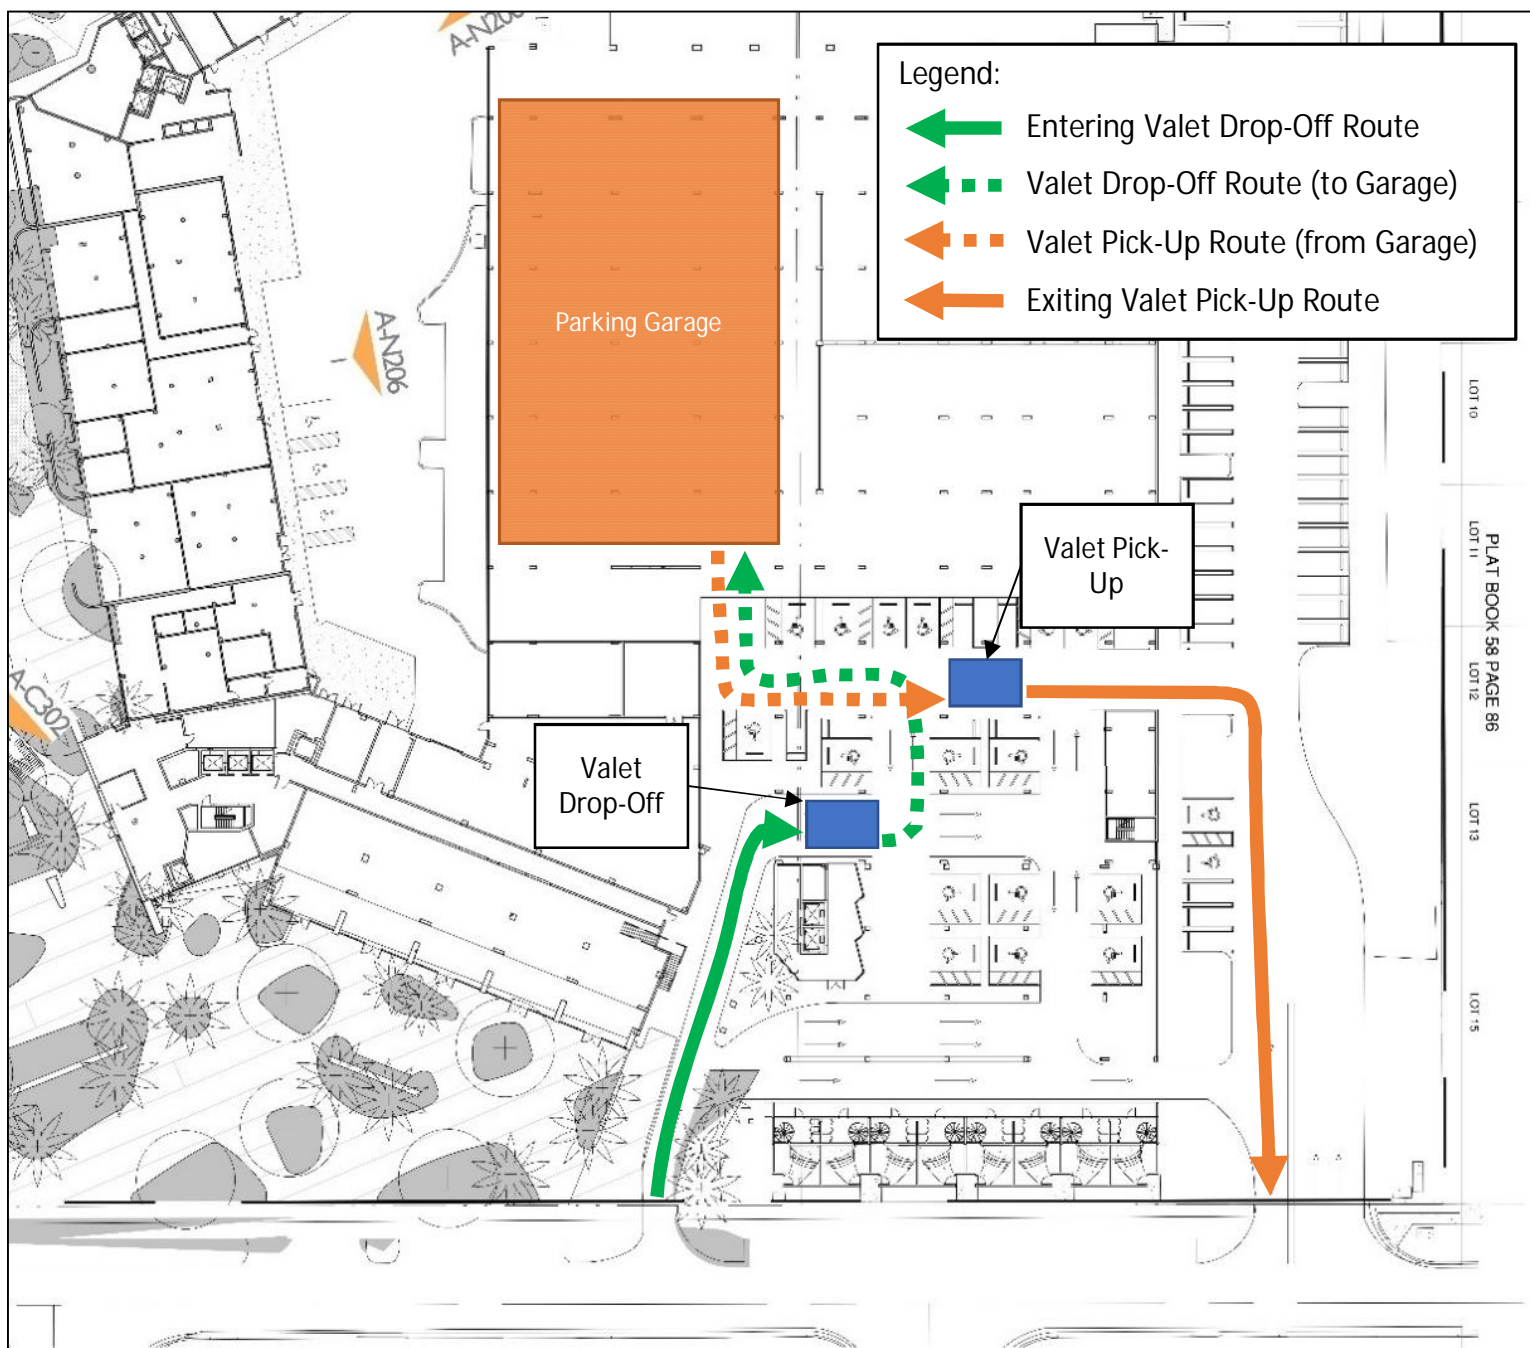 A-N206
Legend:
Entering Valet Drop-Off Route
Valet Drop-Off Route (to Garage)
Valet Pick-Up Route (from Garage)
Exiting Valet Pick-Up Route
Parking Garage
A-N206
LOT 10
LOT 11
PLAT BOOK 58 PAGE 86
Valet Pick-
Up
LOT 12
A-C302
Valet
Drop-Off
LOT 13
LOT 15